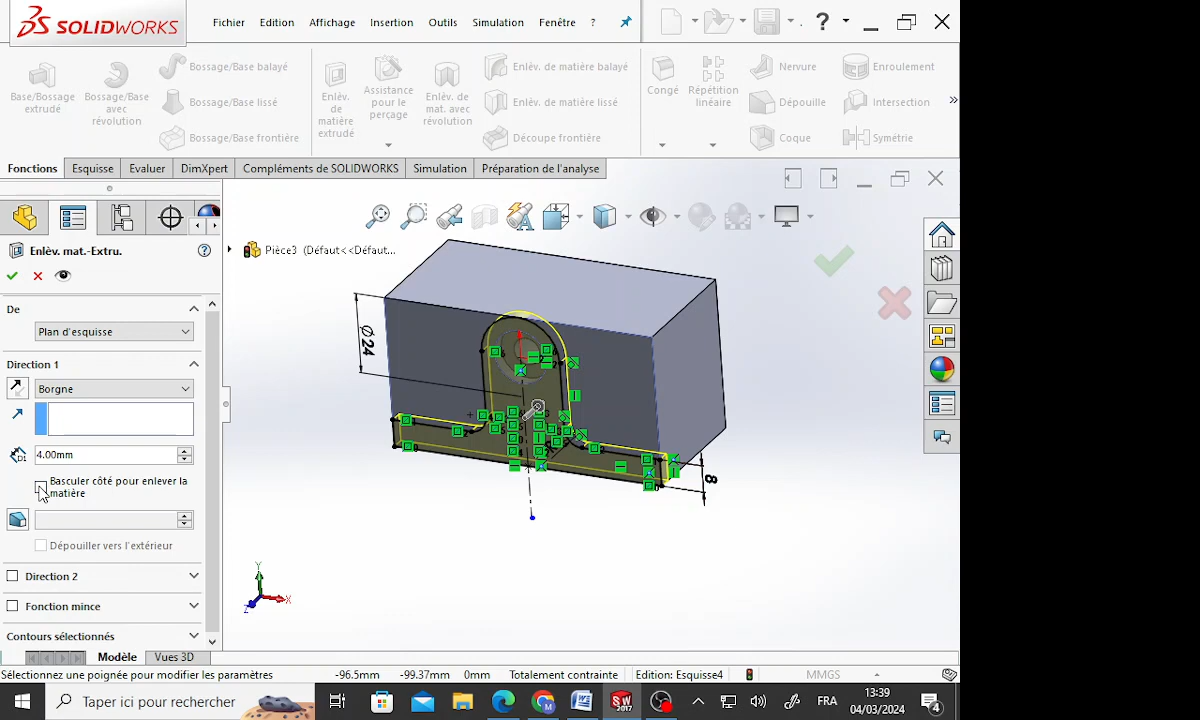 SOLIDWORKS
Fichier Edition Affichage Insertion Outils Simulation Fenêtre ?
Base/Bossage extrudé
Bossage/Base avec révolution
Bossage/Base balayé
Bossage/Base lissé
Bossage/Base frontière
Enlèv. de matière extrudé
Assistance pour le perçage
Enlèv. de mat. avec révolution
Enlèv. de matière balayé
Enlèv. de matière lissé
Découpe frontière
Congé
Répétition linéaire
Nervure
Dépouille
Coque
Enroulement
Intersection
Symétrie
Fonctions Esquisse Evaluer DimXpert Compléments de SOLIDWORKS Simulation Préparation de l'analyse
Enlèv. mat.-Extru.
Pièce3 (Défaut<<Défaut...
De
Plan d'esquisse
Direction 1
Borgne
4.00mm
Basculer côté pour enlever la
matière
Dépouiller vers l'extérieur
Direction 2
Fonction mince
Contours sélectionnés
Ø24
8
Y
X
Z
Modèle Vues 3D
Sélectionnez une poignée pour modifier les paramètres -96.5mm -99.37mm 0mm Totalement contrainte Edition: Esquisse4 MMGS
Taper ici pour rechercher
SW
2017
FRA
13:39
04/03/2024
4